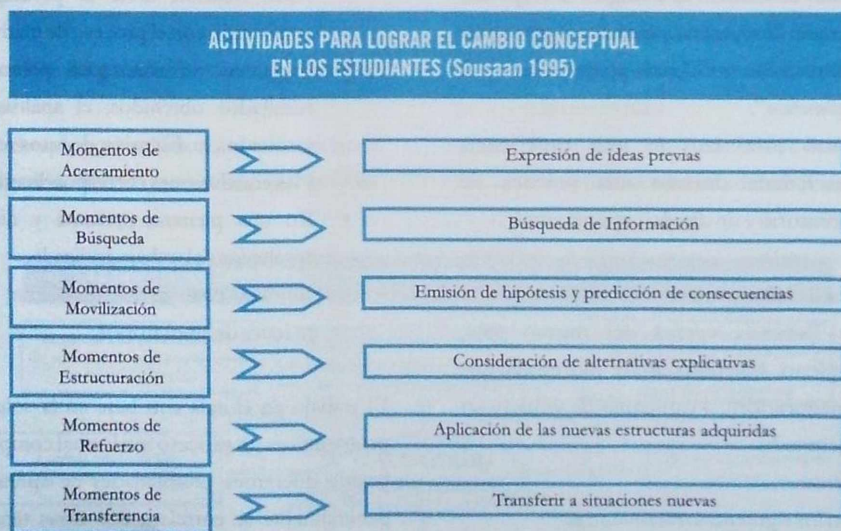 ACTIVIDADES PARA LOGRAR EL CAMBIO CONCEPTUAL
EN LOS ESTUDIANTES (Sousaan 1995)
Momentos de
Acercamiento
Expresión de ideas previas
Momentos de
Búsqueda
Búsqueda de Información
Momentos de
Movilización
Emisión de hipótesis y predicción de consecuencias
Momentos de
Estructuración
Consideración de alternativas explicativas
Momentos de
Refuerzo
Aplicación de las nuevas estructuras adquiridas
Momentos de
Transferencia
Transferir a situaciones nuevas